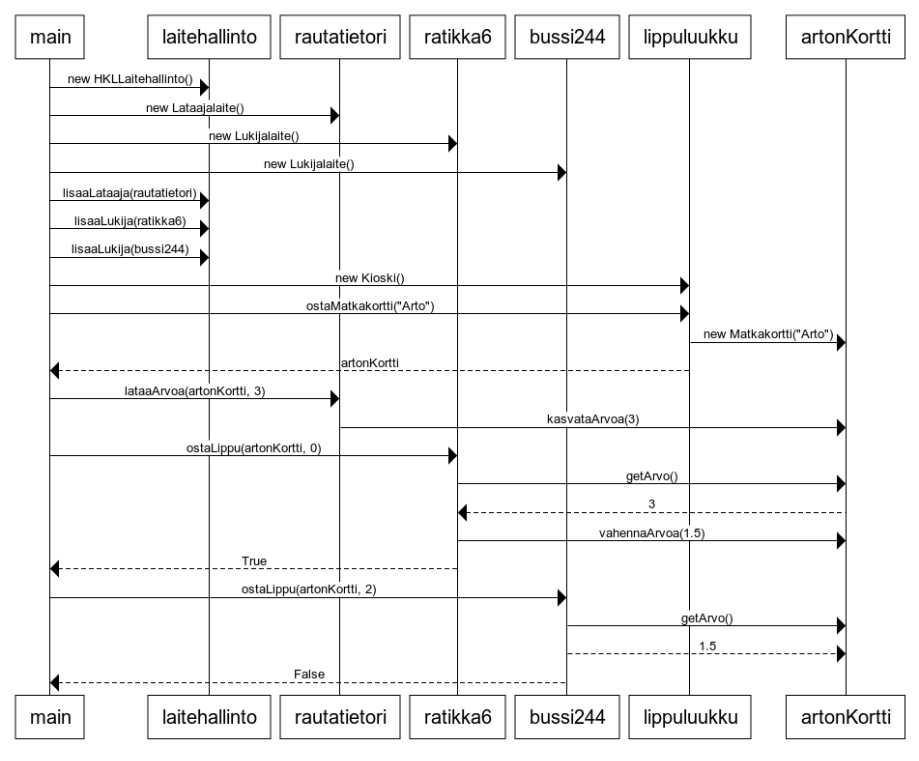 main laitehallinto rautatietori ratikka6 bussi244 lippuluukku artonKortti
new HKLLaitehallinto()
new Lataajalaite()
new Lukijalaite()
new Lukijalaite()
lisaaLataaja(rautatietori)
lisaaLukija(ratikka6)
lisaaLukija(bussi244)
new Kioski()
ostaMatkakortti("Arto")
new Matkakortti("Arto")
artonKortti
lataaArvoa(artonKortti, 3)
kasvataArvoa(3)
ostaLippu(artonKortti, 0)
getArvo()
3
vahennaArvoa(1.5)
True
ostaLippu(artonKortti, 2)
getArvo()
1.5
False
main laitehallinto rautatietori ratikka6 bussi244 lippuluukku artonKortti